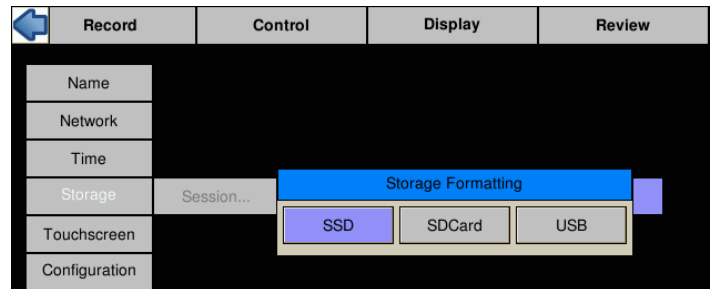 Record Control Display Review
Name
Network
Time
Storage Session... Storage Formatting
SSD SDCard USB
Touchscreen
Configuration